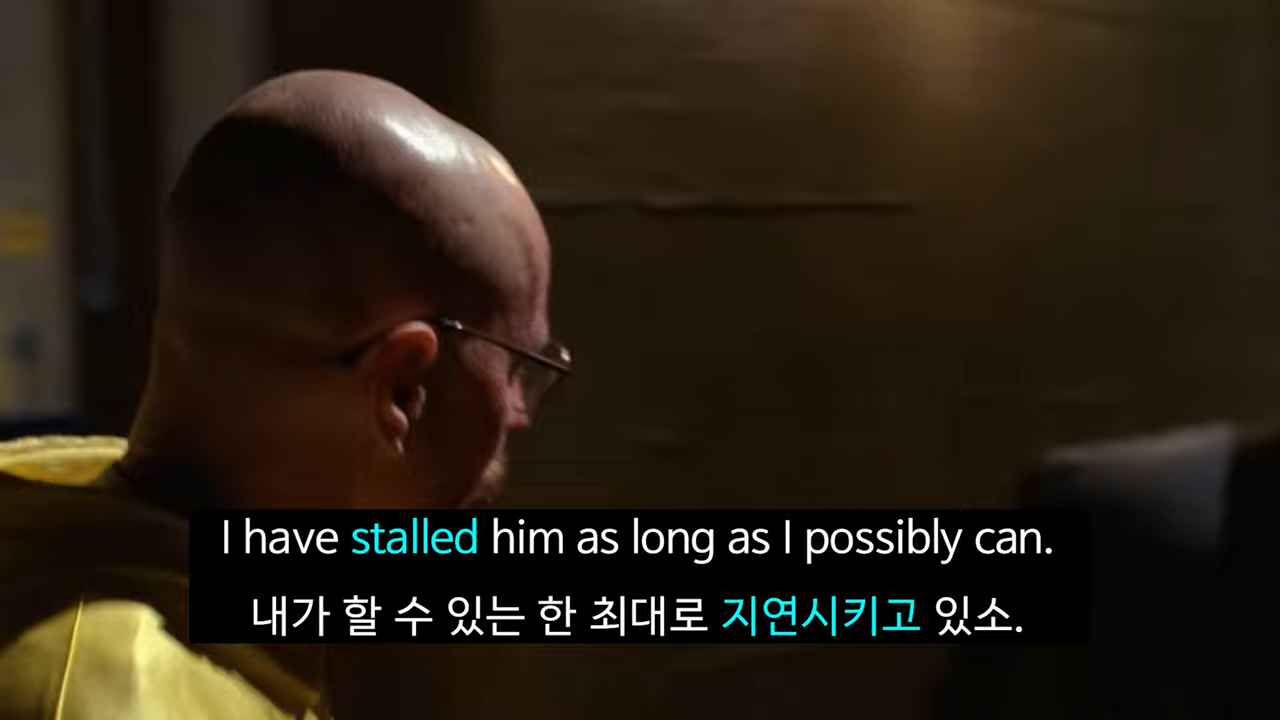 I have stalled him as long as I possibly can.
내가 할 수 있는 한 최대로 지연시키고 있소.